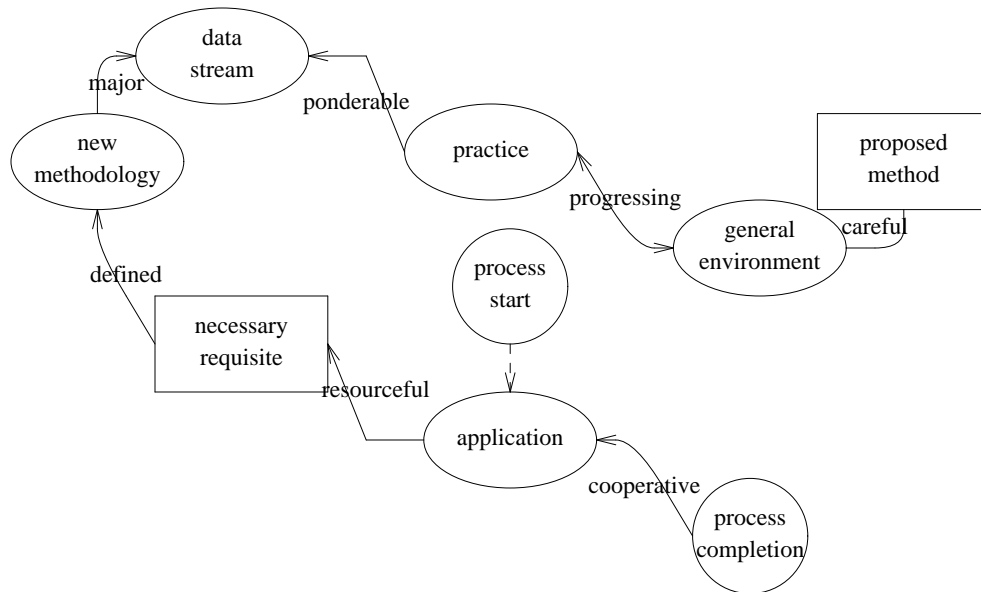 data
stream
major
ponderable
new
methodology
practice
proposed
method
progressing
general
environment
careful
defined
process
start
necessary
requisite
resourceful
application
cooperative
process
completion